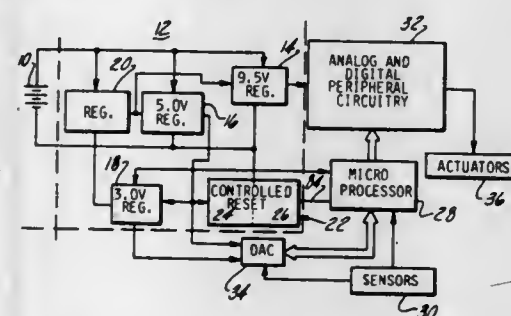 12
32
10
20
14
9.5V
REG.
ANALOG AND
DIGITAL
PERIPHERAL
CIRCUITRY
REG.
5.0V
REG.
16
18
3.0V
REG.
CONTROLLED
RESET
24
26
22
MICRO
PROCESSOR
28
ACTUATORS
36
DAC
34
SENSORS
30